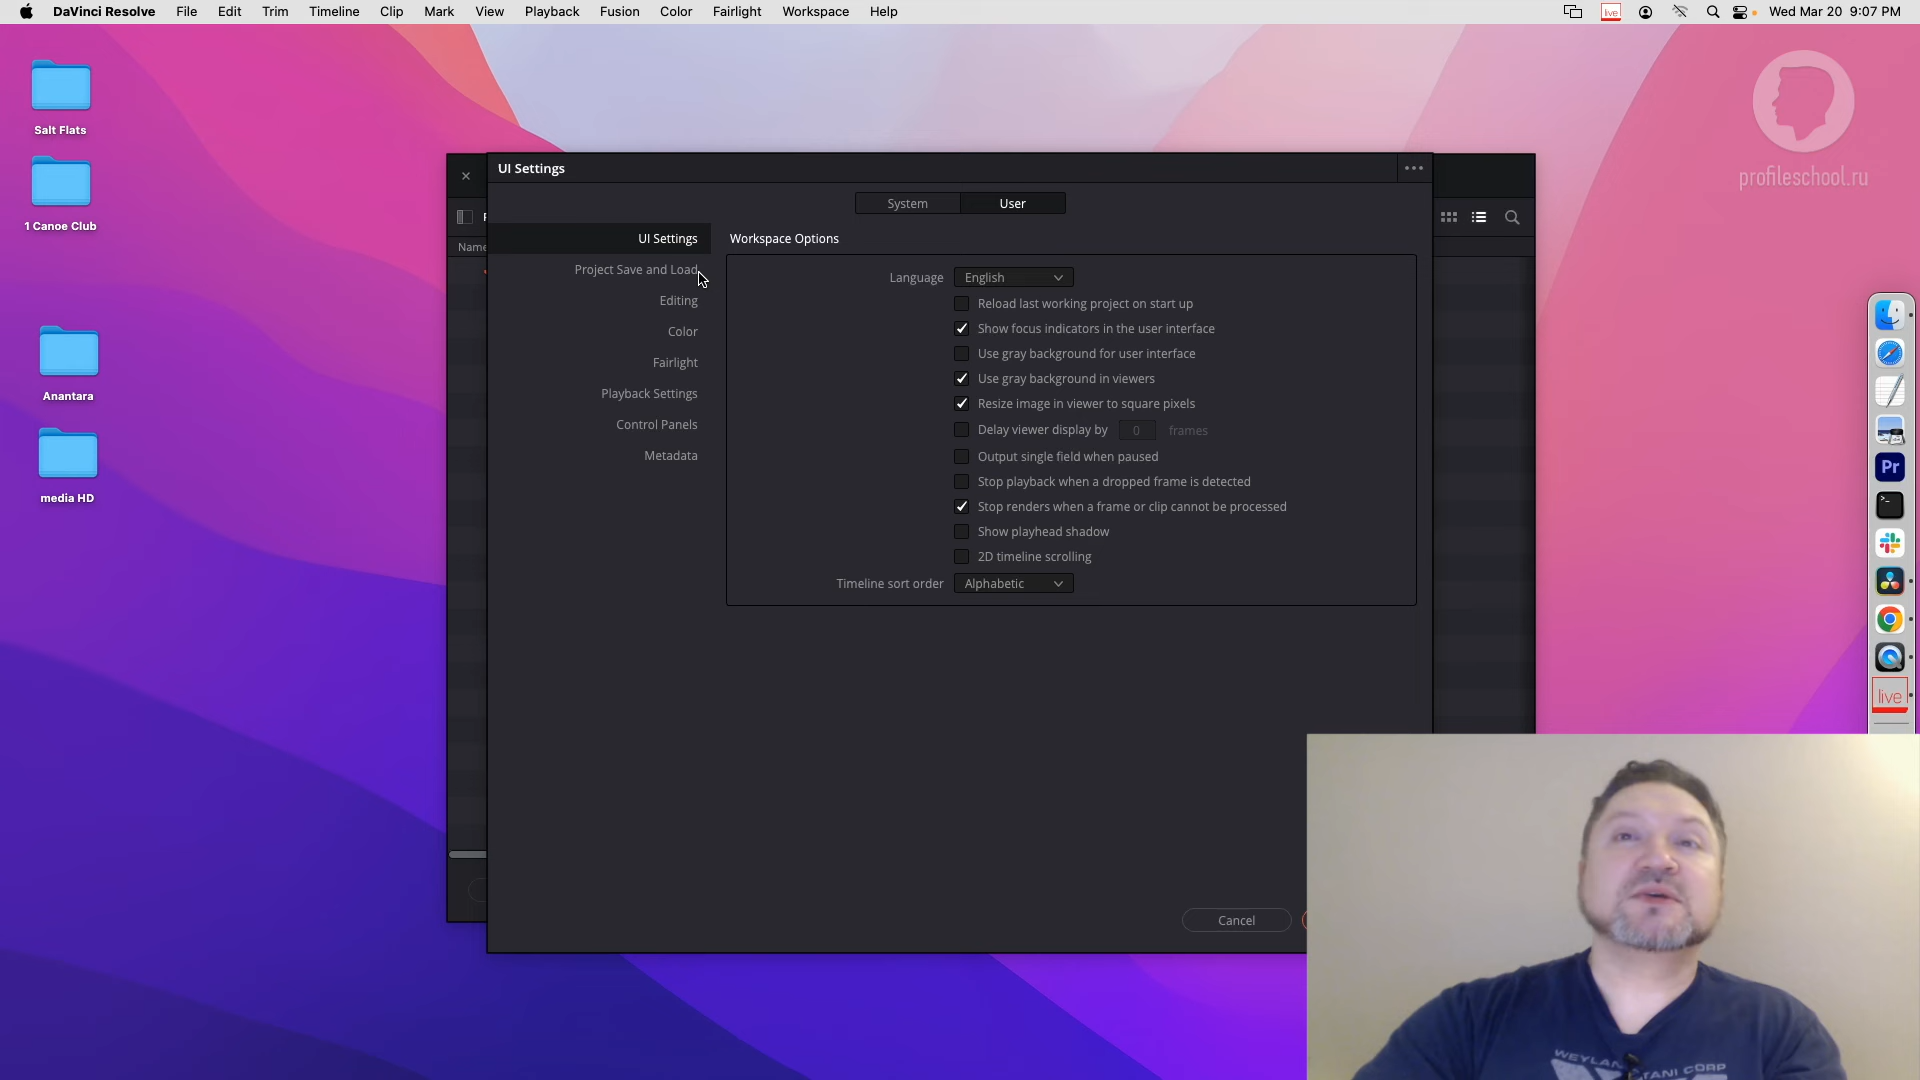 DaVinci Resolve File Edit Trim Timeline Clip Mark View Playback Fusion Color Fairlight Workspace Help
live Wed Mar 20 9:07 PM
Salt Flats
1 Canoe Club
Anantara
media HD
profileschool.ru
UI Settings
System User
Name
UI Settings
Project Save and Load
Editing
Color
Fairlight
Playback Settings
Control Panels
Metadata
Workspace Options
Language English
Reload last working project on start up
Show focus indicators in the user interface
Use gray background for user interface
Use gray background in viewers
Resize image in viewer to square pixels
Delay viewer display by 0 frames
Output single field when paused
Stop playback when a dropped frame is detected
Stop renders when a frame or clip cannot be processed
Show playhead shadow
2D timeline scrolling
Timeline sort order Alphabetic
Cancel
Pr
live
CORP